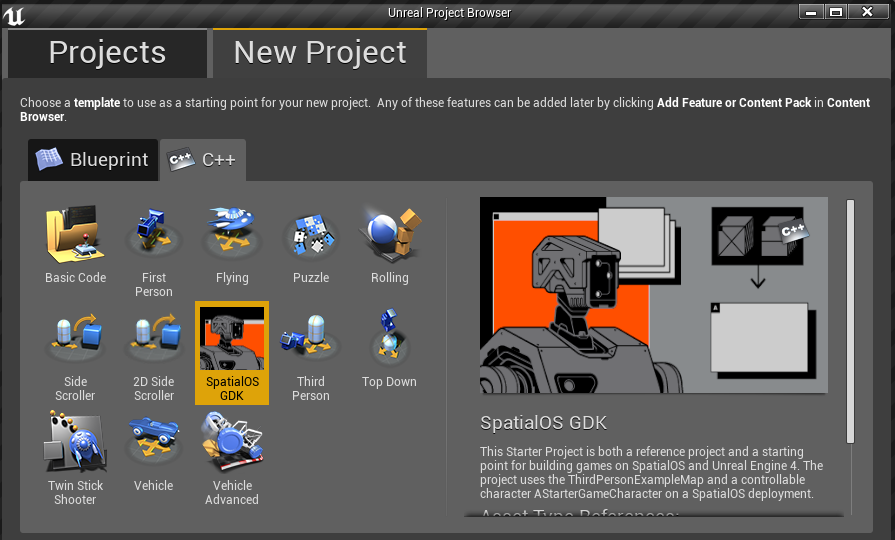 Unreal Project Browser
Projects
New Project
Choose a template to use as a starting point for your new project. Any of these features can be added later by clicking Add Feature or Content Pack in Content
Browser.
Blueprint
C++
C++
Basic Code
First
Person
Flying
Puzzle
Rolling
Side
Scroller
2D Side
Scroller
SpatialOS
GDK
Third
Person
Top Down
Twin Stick
Shooter
Vehicle
Vehicle
Advanced
C++
A
SpatialOS GDK
This Starter Project is both a reference project and a starting
point for building games on SpatialOS and Unreal Engine 4. The
project uses the ThirdPersonExampleMap and a controllable
character AStarterGameCharacter on a SpatialOS deployment.
Asset Type References: